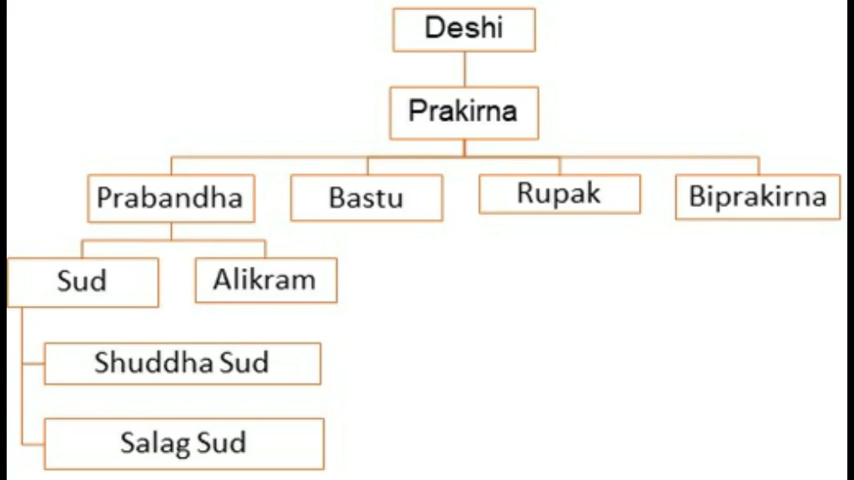 Deshi
Prakirna
Prabandha
Bastu
Rupak
Biprakirna
Sud
Alikram
Shuddha Sud
Salag Sud